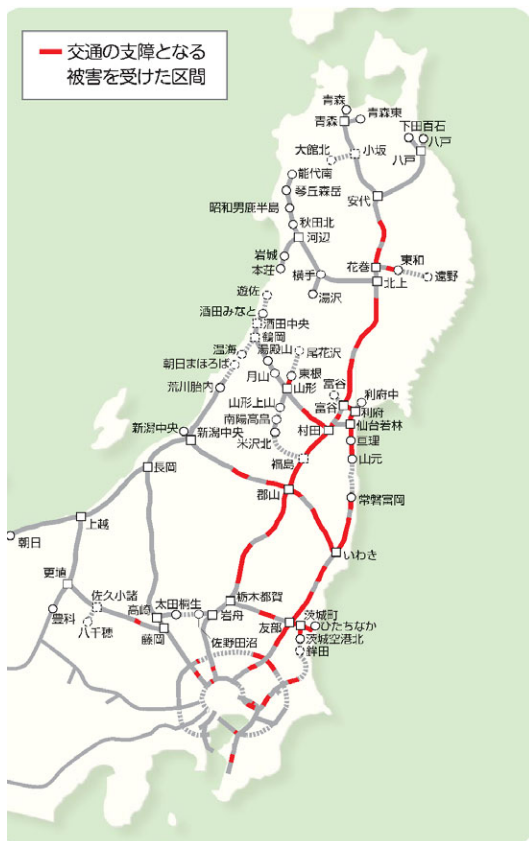 交通の支障となる
被害を受けた区間
青森
青森東
青森
下田百石
八戸
大館北
小坂
八戸
能代南
琴丘森岳
安代
昭和男鹿半島
秋田北
河辺
岩城
花巻
東和
本荘
横手
北上
遠野
遊佐
湯沢
酒田みなと
酒田中央
鶴岡
温海
湯殿山
尾花沢
朝日まほろば
月山
東根
富谷
荒川胎内
山形
利府中
山形上山
富谷
利府
南陽高畠
仙台若林
新潟中央
米沢北
村田
亘理
新潟中央
福島
山元
長岡
郡山
常磐富岡
上越
いわき
朝日
更埴
佐久小諸
高崎
太田桐生
栃木都賀
岩舟
茨城町
豊科
友部
ひたちなか
八千穂
藤岡
佐野田沼
茨城空港北
鉾田